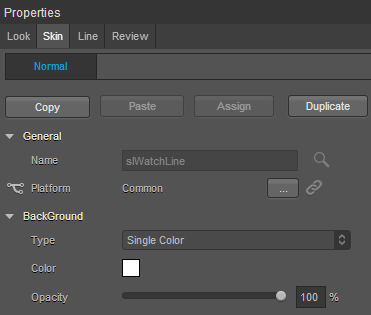 Properties
Look Skin Line Review
Normal
Copy Paste Assign Duplicate
General
Name slWatchLine
Platform Common ...
BackGround
Type Single Color
Color
Opacity 100 %